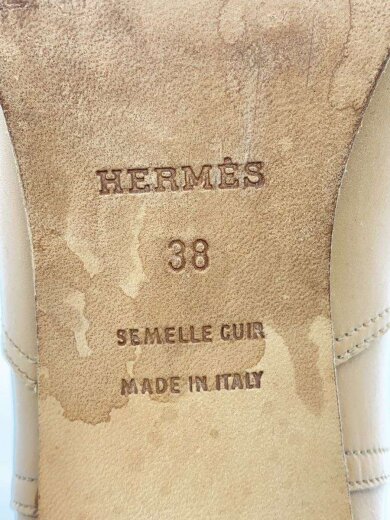 HERMÈS
38
SEMELLE CUIR
MADE IN ITALY